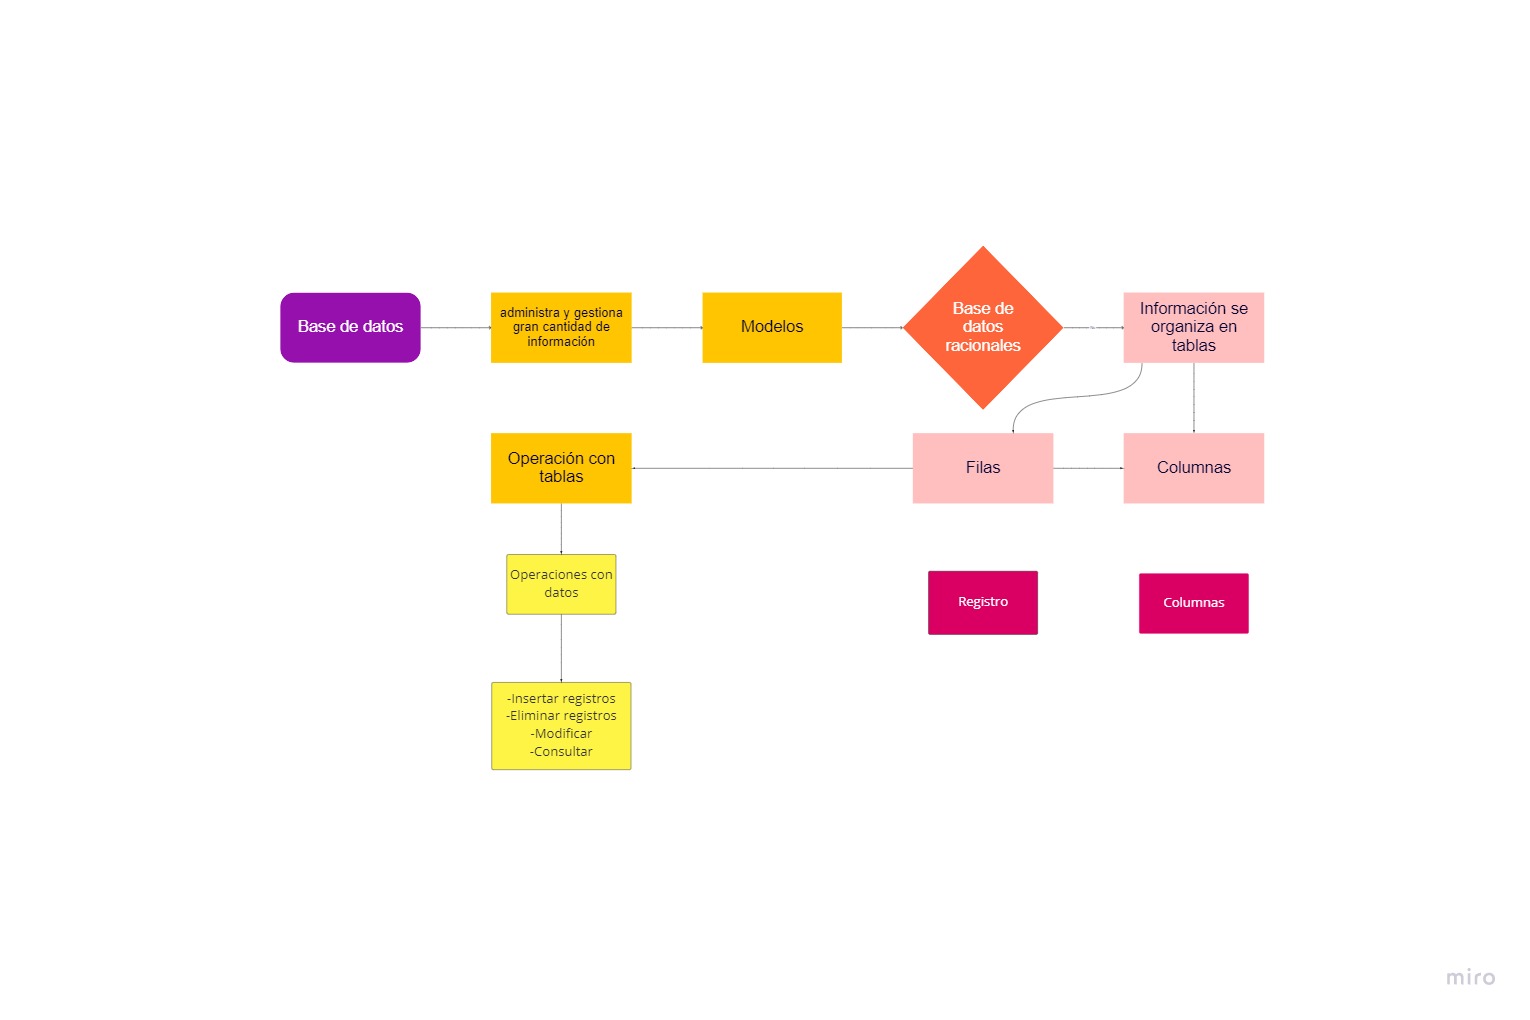 Base de datos
administra y gestiona
gran cantidad de
información
Modelos
Base de
datos
racionales
Información se
organiza en
tablas
Operación con
tablas
Filas
Columnas
Operaciones con
datos
Registro
Columnas
-Insertar registros
-Eliminar registros
-Modificar
-Consultar
miro